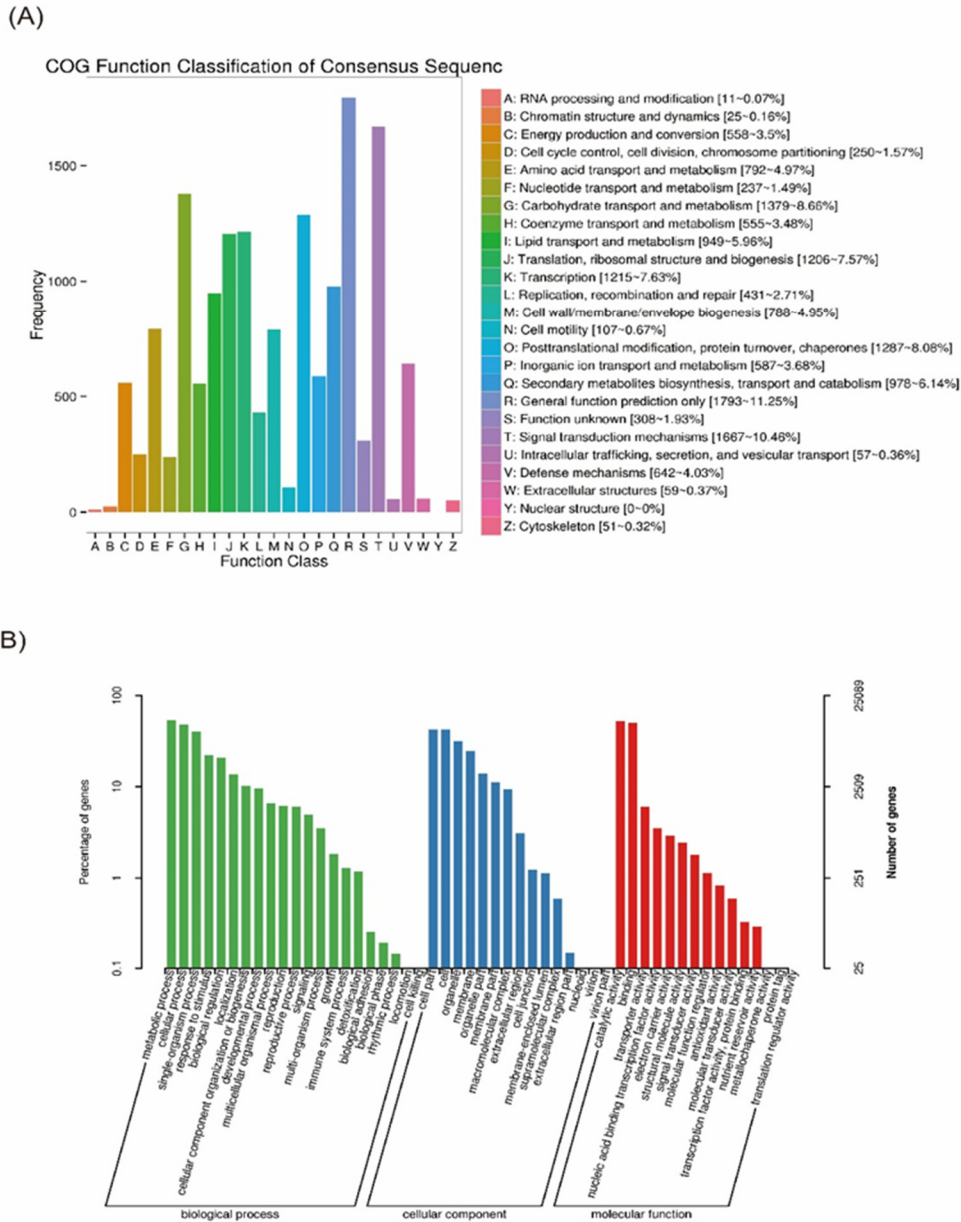 (A)
COG Function Classification of Consensus Sequenc
Frequency
1500
1000
500
0
A B C D E F G H I J K L M N O P Q R S T U V W Y Z
Function Class
A: RNA processing and modification [11~0.07%]
B: Chromatin structure and dynamics [25~0.16%]
C: Energy production and conversion [558~3.5%]
D: Cell cycle control, cell division, chromosome partitioning [250~1.57%]
E: Amino acid transport and metabolism [792~4.97%]
F: Nucleotide transport and metabolism [237~1.49%]
G: Carbohydrate transport and metabolism [1379~8.66%]
H: Coenzyme transport and metabolism [555~3.48%]
I: Lipid transport and metabolism [949~5.96%]
J: Translation, ribosomal structure and biogenesis [1206~7.57%]
K: Transcription [1215~7.63%]
L: Replication, recombination and repair [431~2.71%]
M: Cell wall/membrane/envelope biogenesis [788~4.95%]
N: Cell motility [107~0.67%]
O: Posttranslational modification, protein turnover, chaperones [1287~8.08%]
P: Inorganic ion transport and metabolism [587~3.68%]
Q: Secondary metabolites biosynthesis, transport and catabolism [978~6.14%]
R: General function prediction only [1793~11.25%]
S: Function unknown [308~1.93%]
T: Signal transduction mechanisms [1667~10.46%]
U: Intracellular trafficking, secretion, and vesicular transport [57~0.36%]
V: Defense mechanisms [642~4.03%]
W: Extracellular structures [59~0.37%]
Y: Nuclear structure [0~0%]
Z: Cytoskeleton [51~0.32%]
B)
Percentage of genes
100
10
1
0.1
25089
2509
251
25
Number of genes
metabolic process
cellular process
single-organism process
response to stimulus
biological regulation
localization
cellular component organization or biogenesis
developmental process
multicellular organismal process
reproduction
reproductive process
signaling
multi-organism process
growth
immune system process
detoxification
biological adhesion
biological phase
rhythmic process
locomotion
cell killing
cell part
cell
organelle
membrane
organelle part
membrane part
macromolecular complex
extracellular region
cell junction
membrane-enclosed lumen
supramolecular complex
extracellular region part
nucleoid
virion
virion part
catalytic activity
binding
transporter activity
nucleic acid binding transcription factor activity
electron carrier activity
structural molecule activity
signal transducer activity
molecular function regulator
antioxidant activity
molecular transducer activity
transcription factor activity, protein binding
nutrient reservoir activity
metallochaperone activity
protein tag
translation regulator activity
biological process
cellular component
molecular function